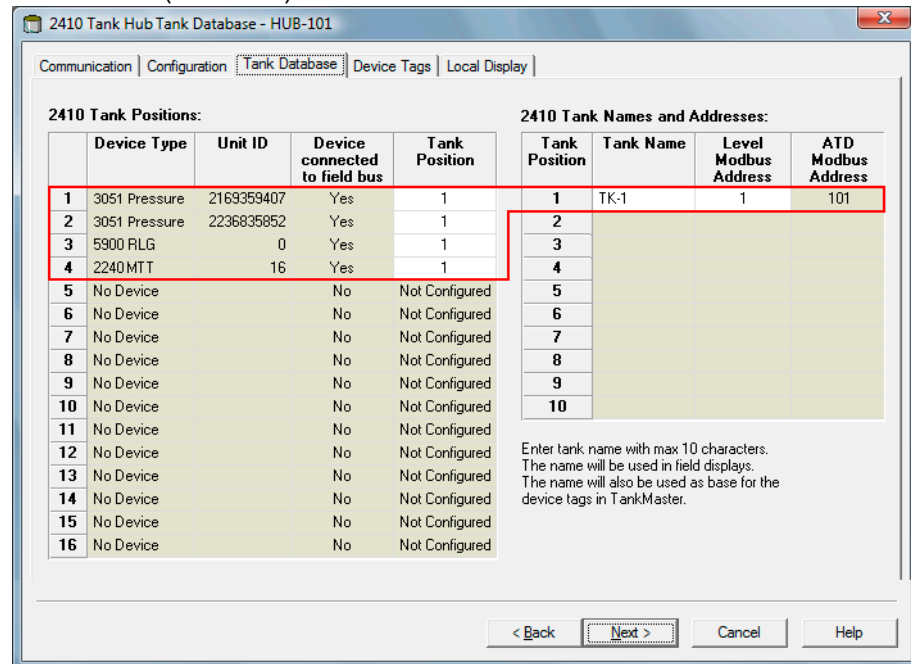 2410 Tank Hub Tank Database - HUB-101
Communication Configuration Tank Database Device Tags Local Display
2410 Tank Positions:
Device Type Unit ID Device connected to field bus Tank Position
1 3051 Pressure 2169359407 Yes 1
2 3051 Pressure 2236835852 Yes 1
3 5900 RLG 0 Yes 1
4 2240 MTT 16 Yes 1
5 No Device No Not Configured
6 No Device No Not Configured
7 No Device No Not Configured
8 No Device No Not Configured
9 No Device No Not Configured
10 No Device No Not Configured
11 No Device No Not Configured
12 No Device No Not Configured
13 No Device No Not Configured
14 No Device No Not Configured
15 No Device No Not Configured
16 No Device No Not Configured
2410 Tank Names and Addresses:
Tank Position Tank Name Level Modbus Address ATD Modbus Address
1 TK-1 1 101
2
3
4
5
6
7
8
9
10
Enter tank name with max 10 characters.
The name will be used in field displays.
The name will also be used as base for the
device tags in TankMaster.
< Back Next > Cancel Help